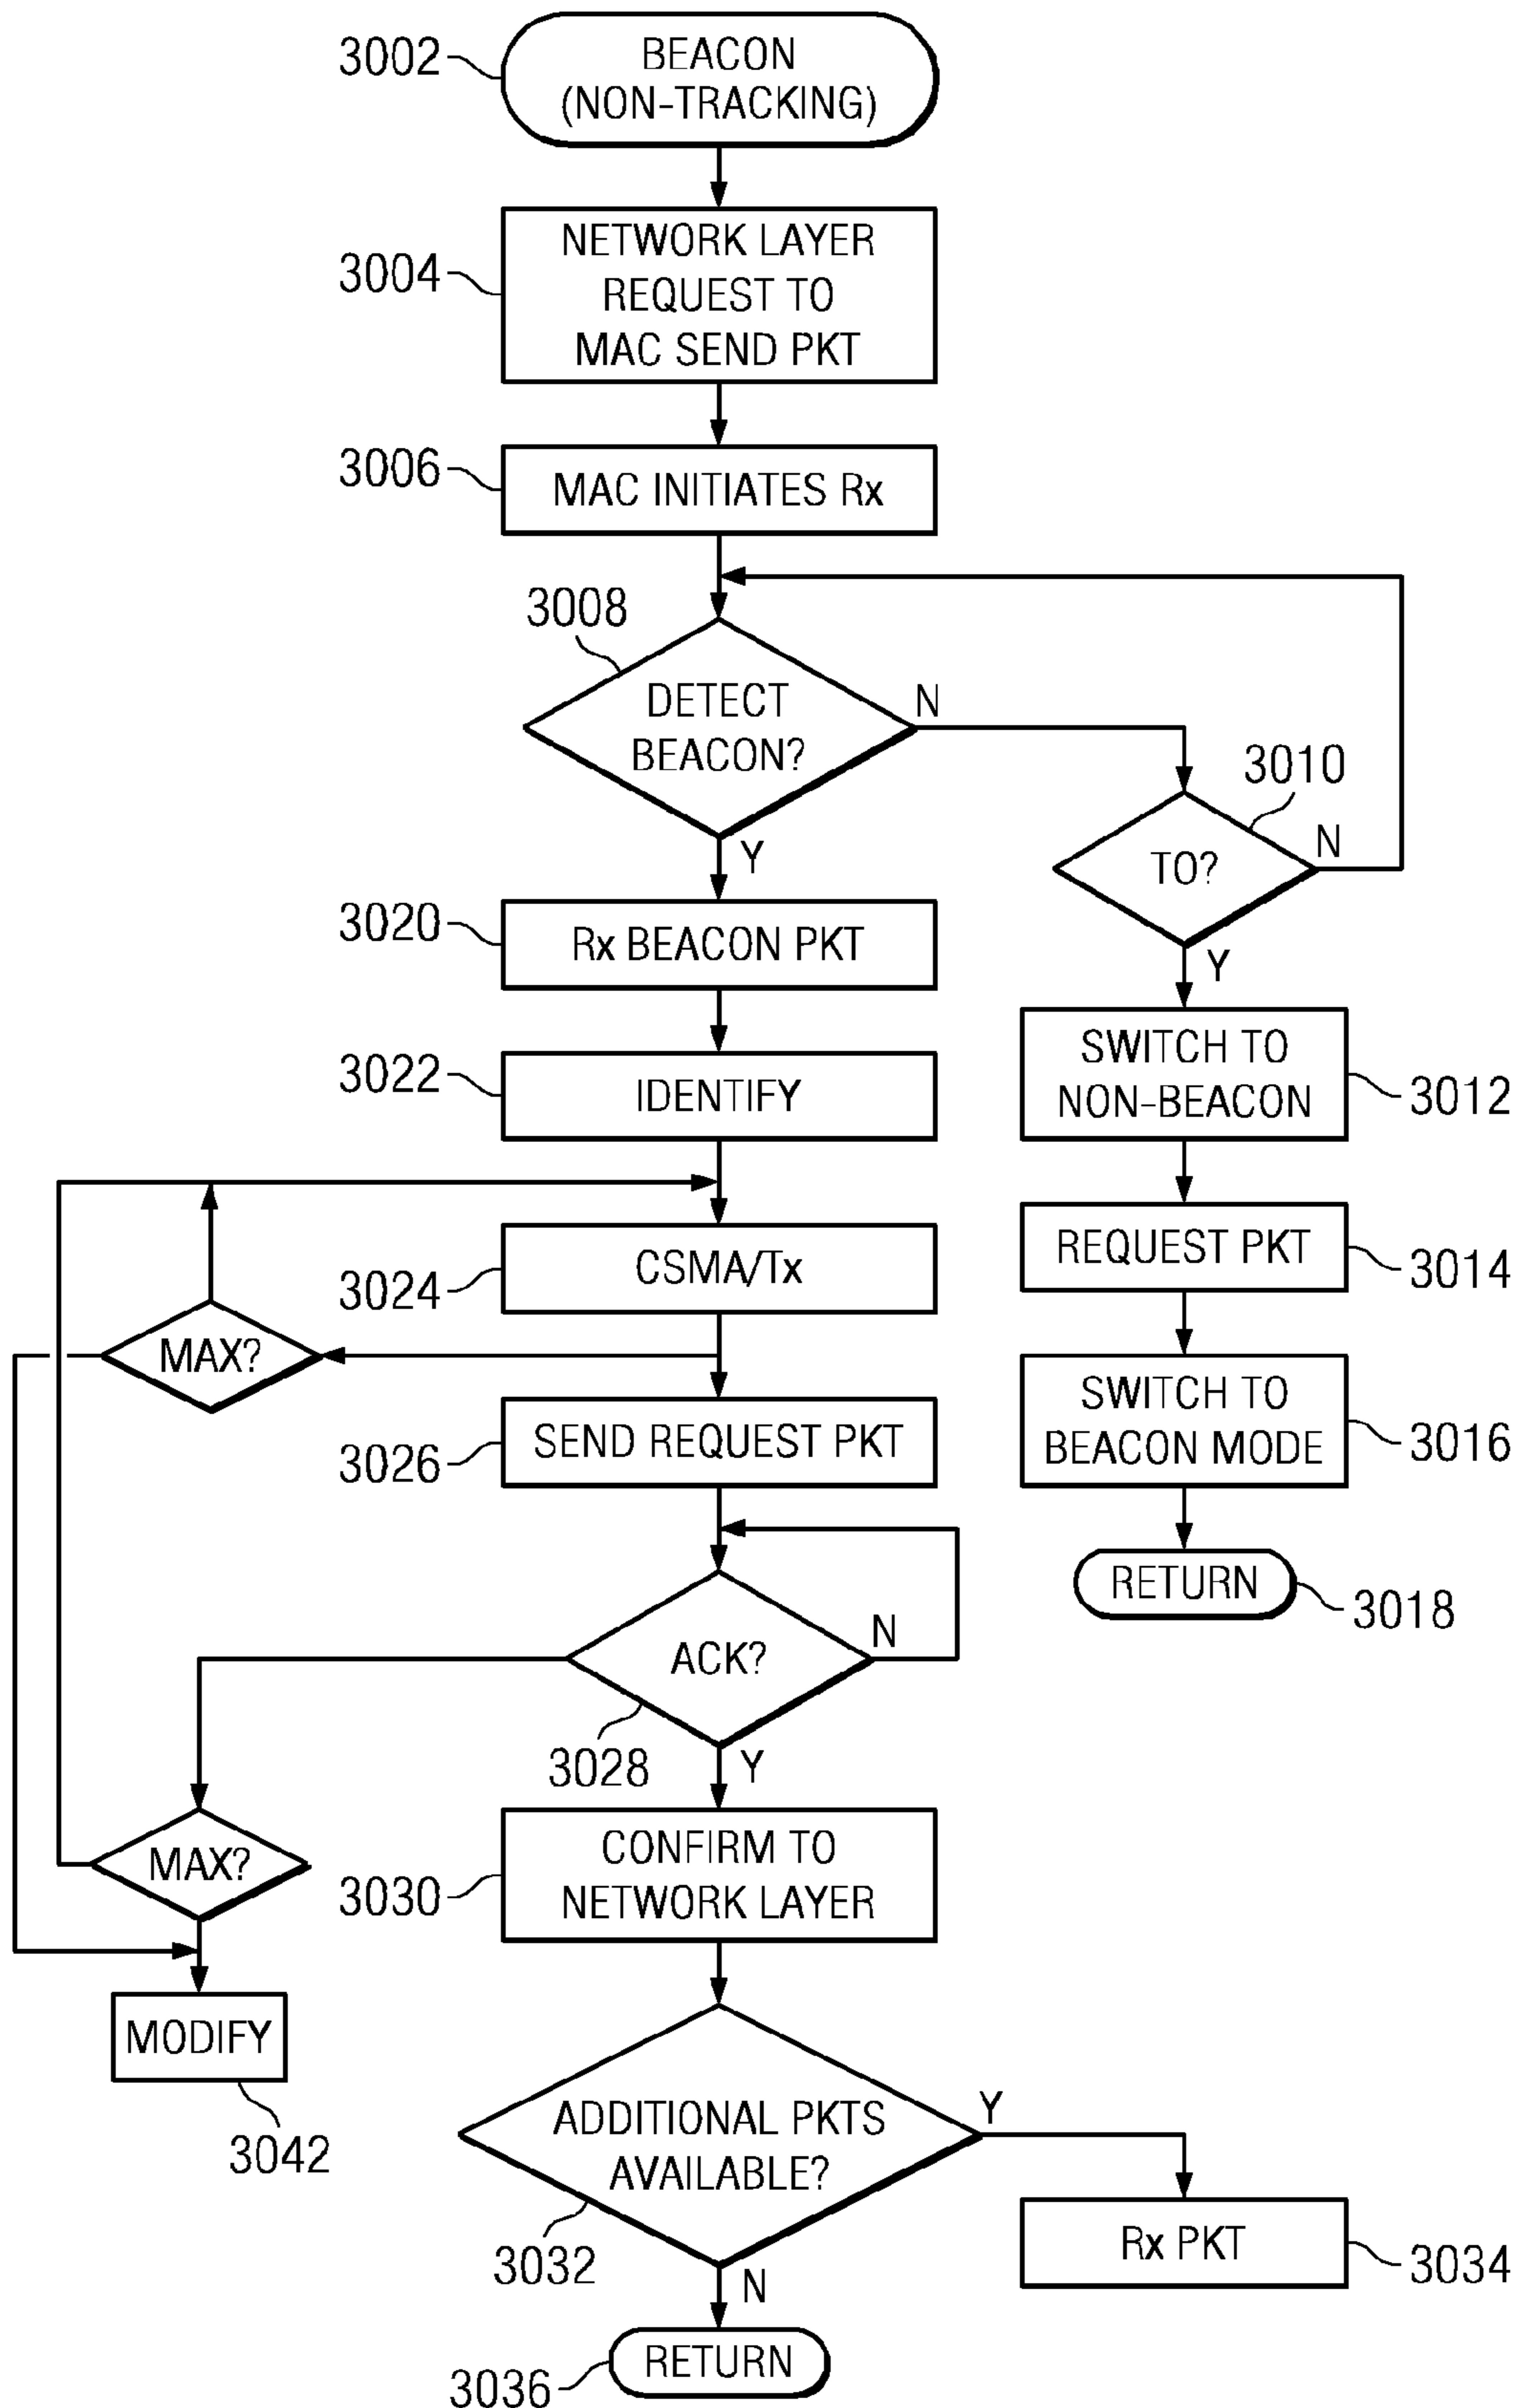 3002
BEACON
(NON-TRACKING)
3004
NETWORK LAYER
REQUEST TO
MAC SEND PKT
3006
MAC INITIATES Rx
3008
DETECT
BEACON?
N
Y
3010
TO?
N
Y
3020
Rx BEACON PKT
SWITCH TO
NON-BEACON
3012
3022
IDENTIFY
REQUEST PKT
3014
3024
CSMA/Tx
MAX?
SWITCH TO
BEACON MODE
3016
3026
SEND REQUEST PKT
RETURN
3018
ACK?
N
3028
Y
MAX?
3030
CONFIRM TO
NETWORK LAYER
MODIFY
3042
ADDITIONAL PKTS
AVAILABLE?
Y
3032
N
Rx PKT
3034
RETURN
3036